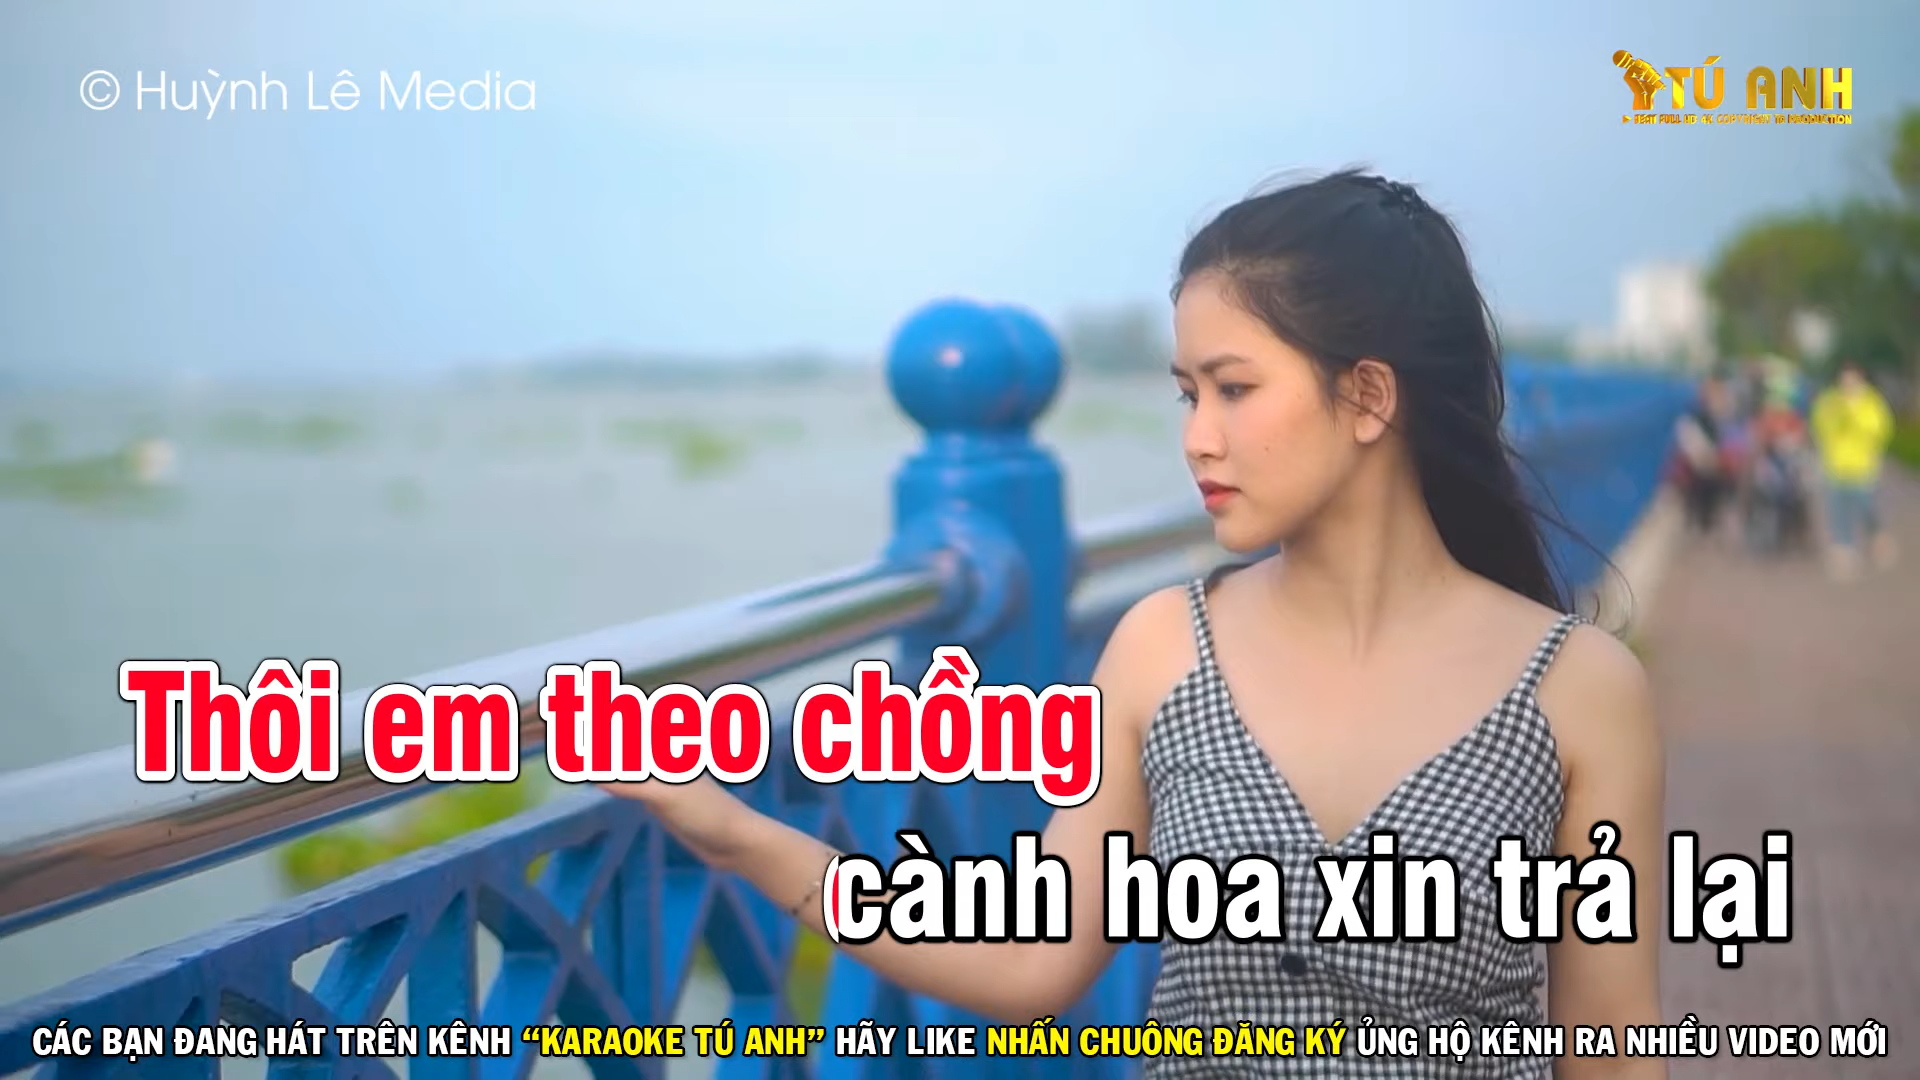 © Huỳnh Lê Media
TÚ ANH
Thôi em theo chồng
cành hoa xin trả lại
CÁC BẠN ĐANG HÁT TRÊN KÊNH “KARAOKE TÚ ANH” HÃY LIKE NHẤN CHUÔNG ĐĂNG KÝ ỦNG HỘ KÊNH RA NHIỀU VIDEO MỚI